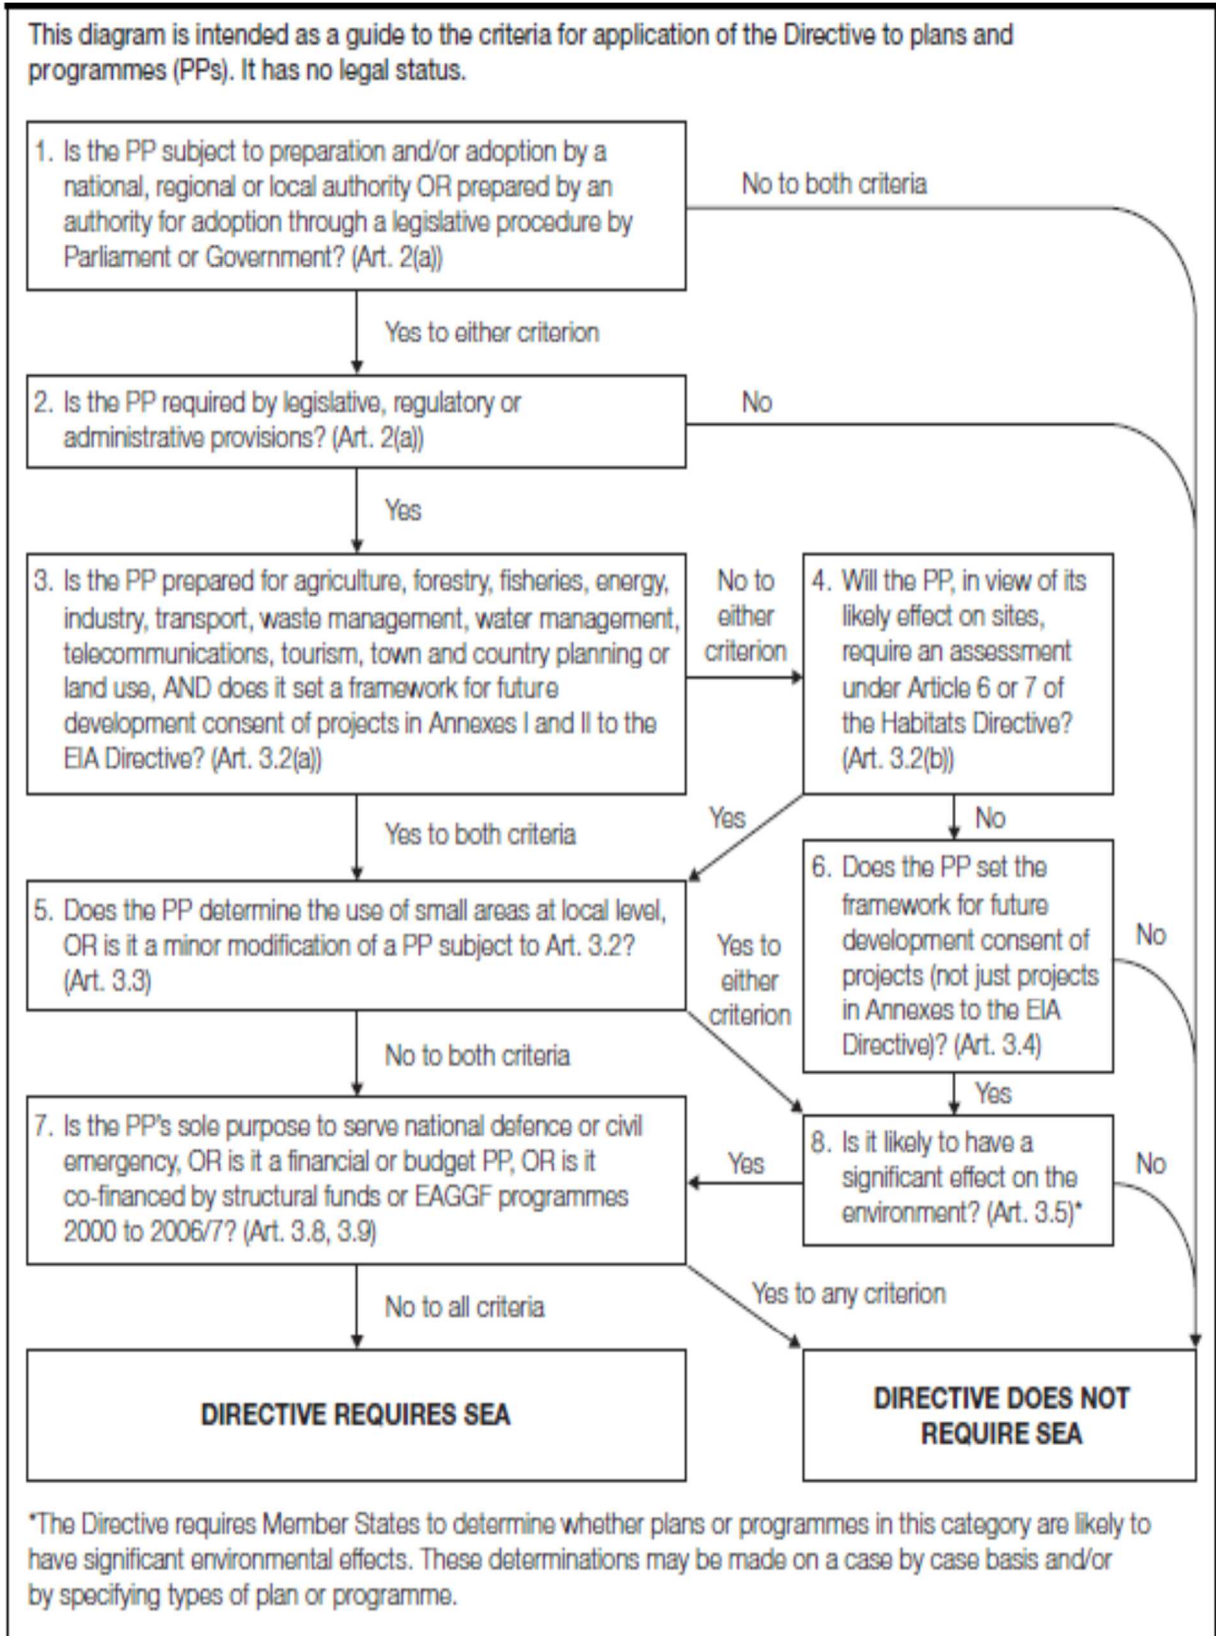 This diagram is intended as a guide to the criteria for application of the Directive to plans and
programmes (PPs). It has no legal status.
1. Is the PP subject to preparation and/or adoption by a
national, regional or local authority OR prepared by an
authority for adoption through a legislative procedure by
Parliament or Government? (Art. 2(a))
No to both criteria
Yes to either criterion
2. Is the PP required by legislative, regulatory or
administrative provisions? (Art. 2(a))
No
Yes
3. Is the PP prepared for agriculture, forestry, fisheries, energy,
industry, transport, waste management, water management,
telecommunications, tourism, town and country planning or
land use, AND does it set a framework for future
development consent of projects in Annexes I and II to the
EIA Directive? (Art. 3.2(a))
No to
either
criterion
4. Will the PP, in view of its
likely effect on sites,
require an assessment
under Article 6 or 7 of
the Habitats Directive?
(Art. 3.2(b))
Yes to both criteria
Yes
No
5. Does the PP determine the use of small areas at local level,
OR is it a minor modification of a PP subject to Art. 3.2?
(Art. 3.3)
Yes to
either
criterion
6. Does the PP set the
framework for future
development consent of
projects (not just projects
in Annexes to the EIA
Directive)? (Art. 3.4)
No
No to both criteria
Yes
7. Is the PP's sole purpose to serve national defence or civil
emergency, OR is it a financial or budget PP, OR is it
co-financed by structural funds or EAGGF programmes
2000 to 2006/7? (Art. 3.8, 3.9)
Yes
8. Is it likely to have a
significant effect on the
environment? (Art. 3.5)*
No
No to all criteria
Yes to any criterion
DIRECTIVE REQUIRES SEA
DIRECTIVE DOES NOT
REQUIRE SEA
*The Directive requires Member States to determine whether plans or programmes in this category are likely to
have significant environmental effects. These determinations may be made on a case by case basis and/or
by specifying types of plan or programme.